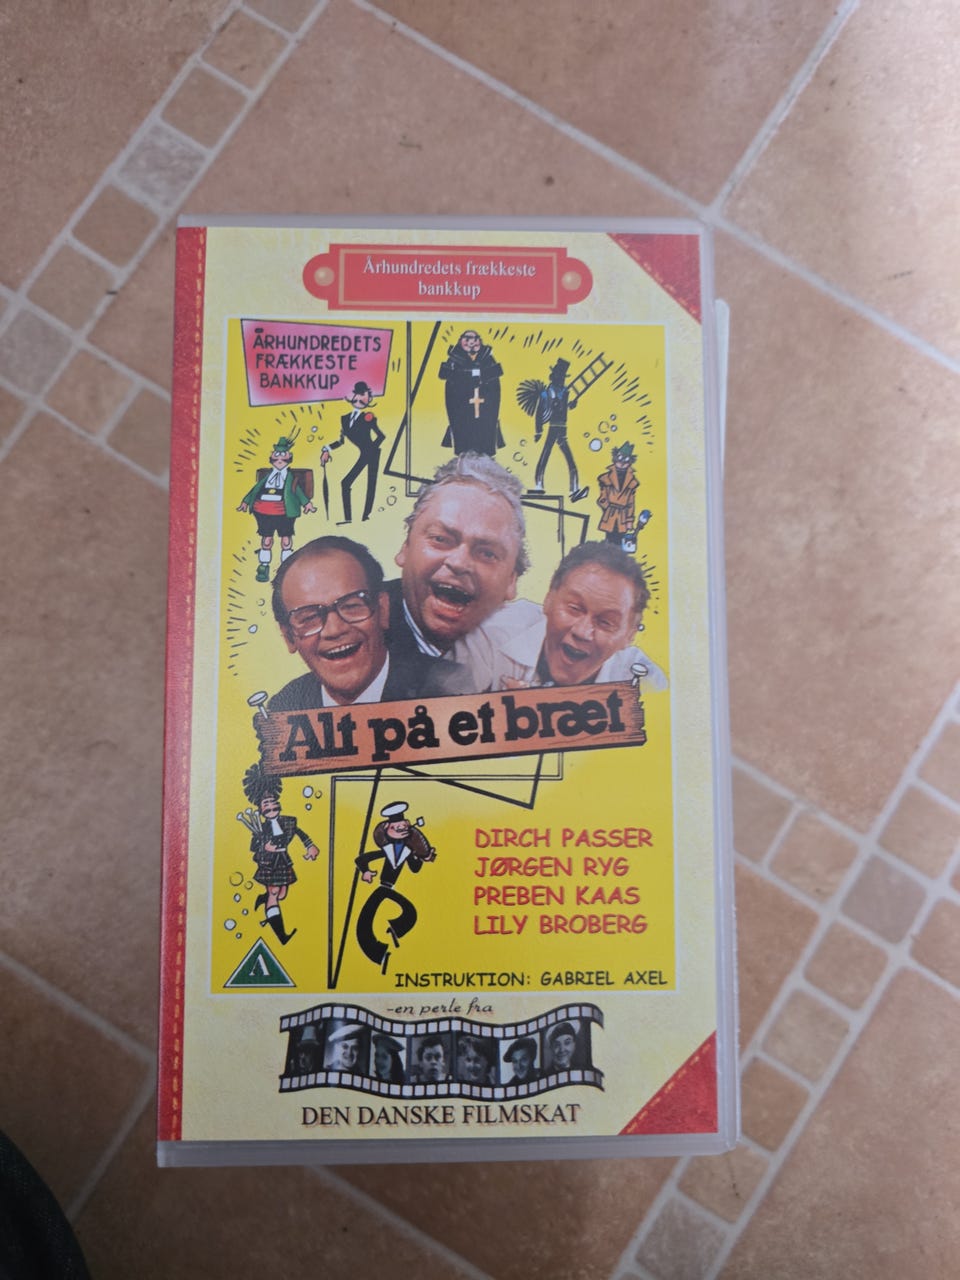 Århundredets frækkeste
bankkup
ÅRHUNDREDETS
FRÆKKESTE
BANKKUP
Alt på et bræt
DIRCH PASSER
JØRGEN RYG
PREBEN KAAS
LILY BROBERG
A
INSTRUKTION: GABRIEL AXEL
-en perle fra
DEN DANSKE FILMSKAT